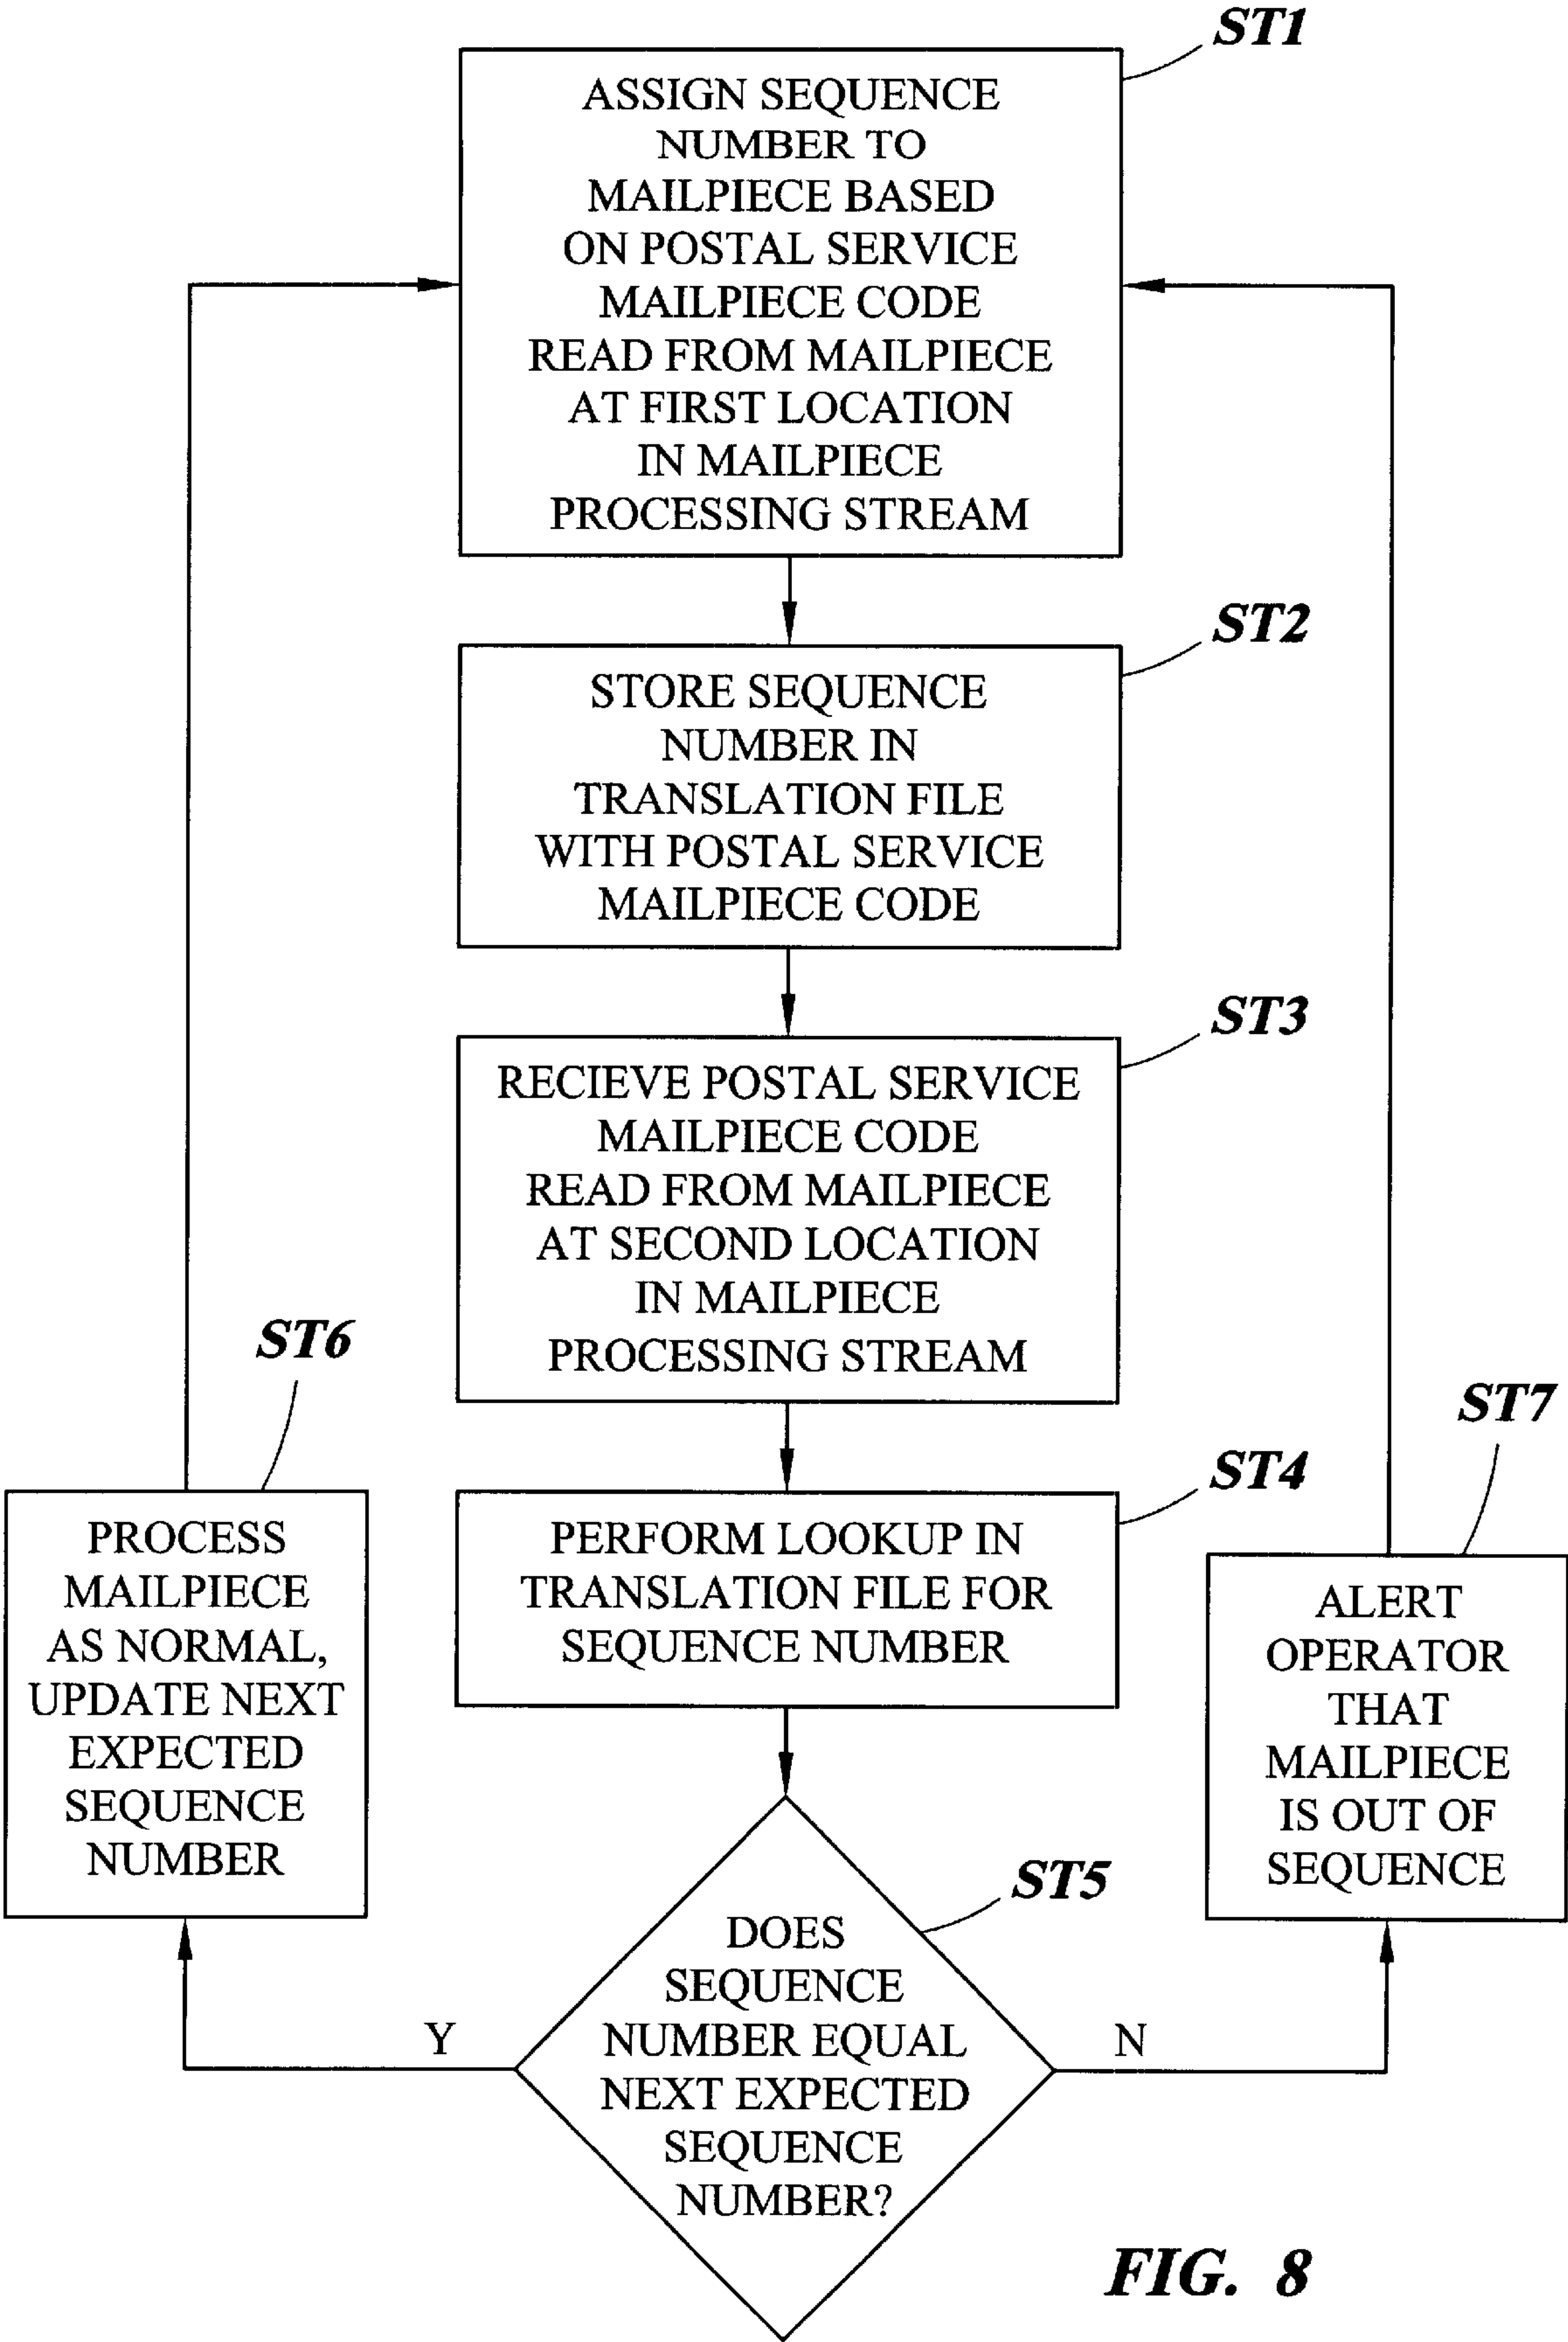 ST1
ASSIGN SEQUENCE
NUMBER TO
MAILPIECE BASED
ON POSTAL SERVICE
MAILPIECE CODE
READ FROM MAILPIECE
AT FIRST LOCATION
IN MAILPIECE
PROCESSING STREAM
ST2
STORE SEQUENCE
NUMBER IN
TRANSLATION FILE
WITH POSTAL SERVICE
MAILPIECE CODE
ST3
RECIEVE POSTAL SERVICE
MAILPIECE CODE
READ FROM MAILPIECE
AT SECOND LOCATION
IN MAILPIECE
PROCESSING STREAM
ST4
PERFORM LOOKUP IN
TRANSLATION FILE FOR
SEQUENCE NUMBER
ST5
DOES
SEQUENCE
NUMBER EQUAL
NEXT EXPECTED
SEQUENCE
NUMBER?
Y
N
ST6
PROCESS
MAILPIECE
AS NORMAL,
UPDATE NEXT
EXPECTED
SEQUENCE
NUMBER
ST7
ALERT
OPERATOR
THAT
MAILPIECE
IS OUT OF
SEQUENCE
FIG. 8